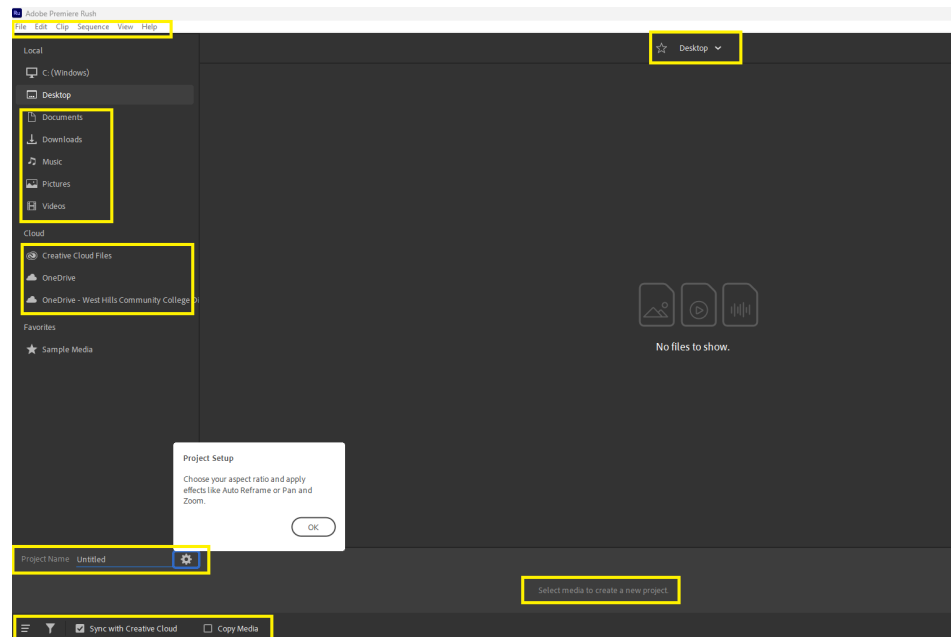 Adobe Premiere Rush
File Edit Clip Sequence View Help
Local
C: (Windows)
Desktop
Documents
Downloads
Music
Pictures
Videos
Cloud
Creative Cloud Files
OneDrive
OneDrive - West Hills Community College Di
Favorites
Sample Media
Desktop
No files to show.
Project Setup
Choose your aspect ratio and apply
effects like Auto Reframe or Pan and
Zoom.
OK
Project Name Untitled
Select media to create a new project.
Sync with Creative Cloud Copy Media